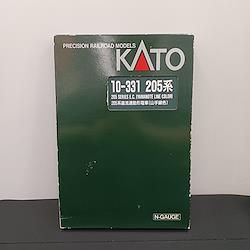 PRECISION RAILROAD MODELS
KATO
10-331 205系
205 SERIES E.C. (YAMANOTE LINE COLOR)
205系直流通勤形電車(山手線色)
N-GAUGE